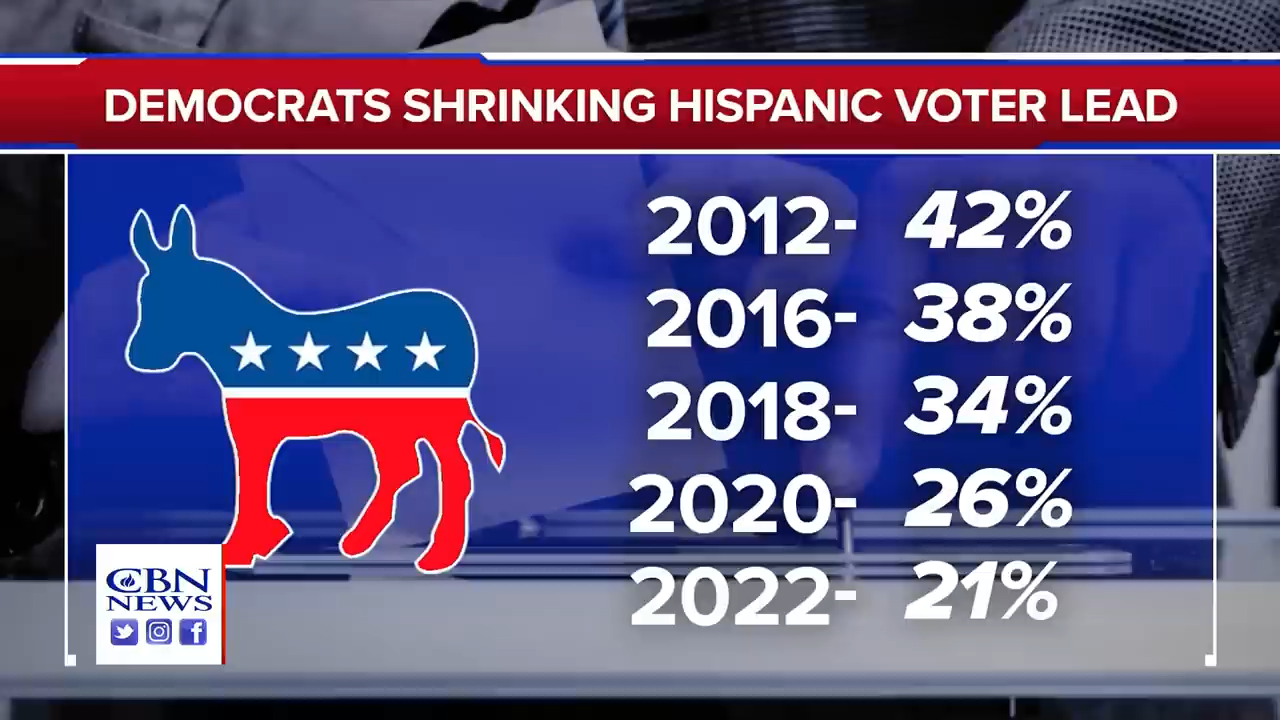 DEMOCRATS SHRINKING HISPANIC VOTER LEAD
2012- 42%
2016- 38%
2018- 34%
2020- 26%
2022- 21%
CBN
NEWS